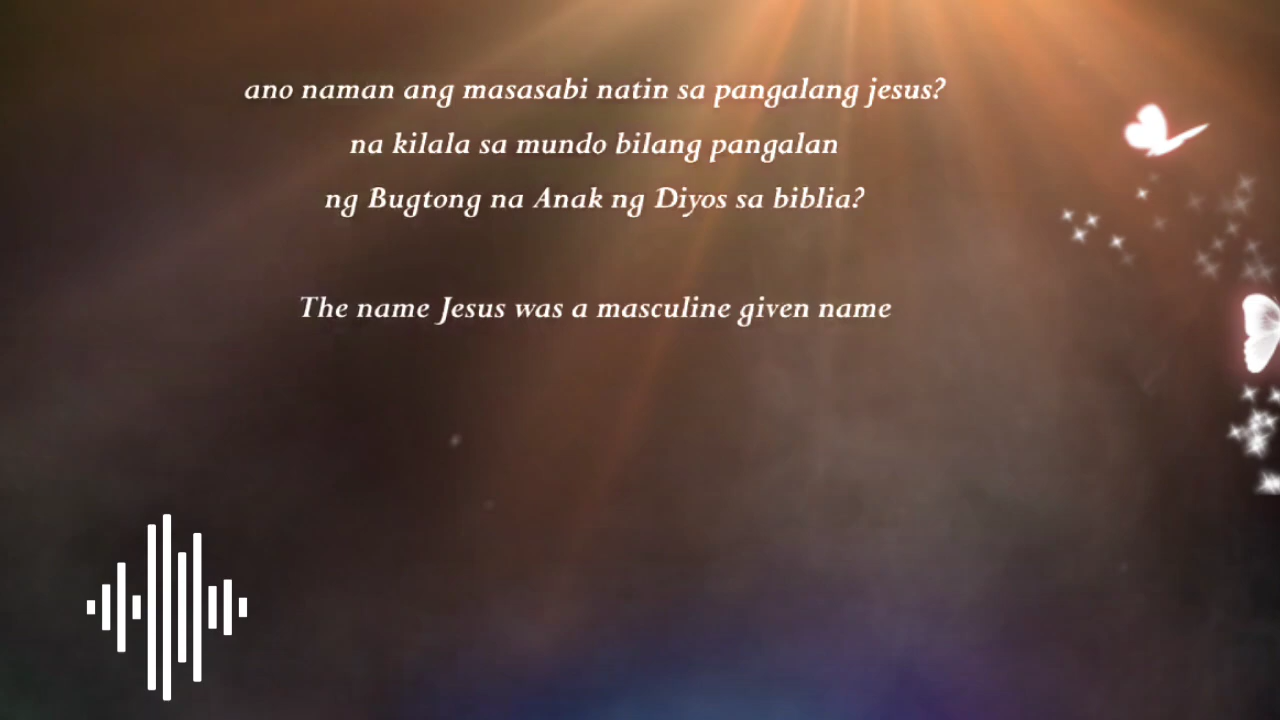 ano naman ang masasabi natin sa pangalang jesus?
na kilala sa mundo bilang pangalan
ng Bugtong na Anak ng Diyos sa biblia?
The name Jesus was a masculine given name